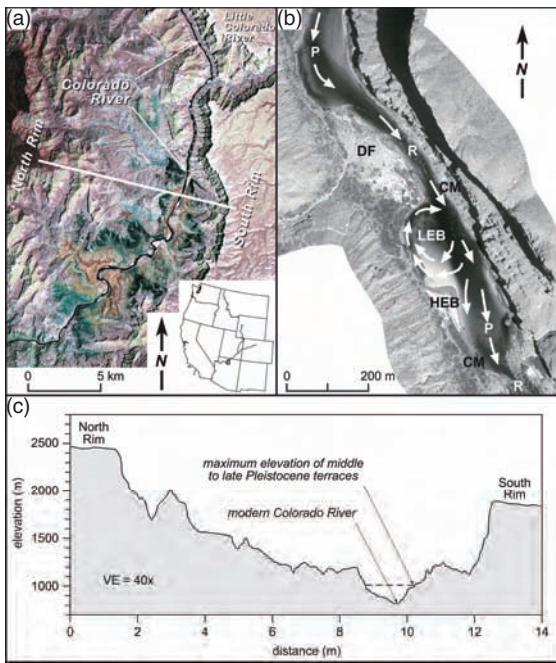 (a)
Little
Colorado
River
Colorado
River
North Rim
South Rim
N
0 5 km
(b)
N
P
DF
R
CM
LEB
HEB
P
CM
R
0 200 m
(c)
North
Rim
maximum elevation of middle
to late Pleistocene terraces
modern Colorado River
South
Rim
elevation (m)
2500
2000
1500
1000
VE = 40x
0 2 4 6 8 10 12 14
distance (m)